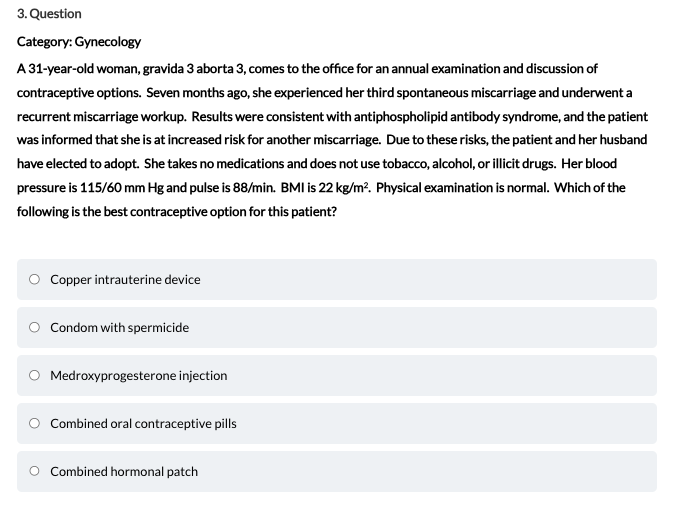 3. Question
Category: Gynecology
A 31-year-old woman, gravida 3 aborta 3, comes to the office for an annual examination and discussion of
contraceptive options. Seven months ago, she experienced her third spontaneous miscarriage and underwent a
recurrent miscarriage workup. Results were consistent with antiphospholipid antibody syndrome, and the patient
was informed that she is at increased risk for another miscarriage. Due to these risks, the patient and her husband
have elected to adopt. She takes no medications and does not use tobacco, alcohol, or illicit drugs. Her blood
pressure is 115/60 mm Hg and pulse is 88/min. BMI is 22 kg/m². Physical examination is normal. Which of the
following is the best contraceptive option for this patient?
Copper intrauterine device
Condom with spermicide
Medroxyprogesterone injection
Combined oral contraceptive pills
Combined hormonal patch